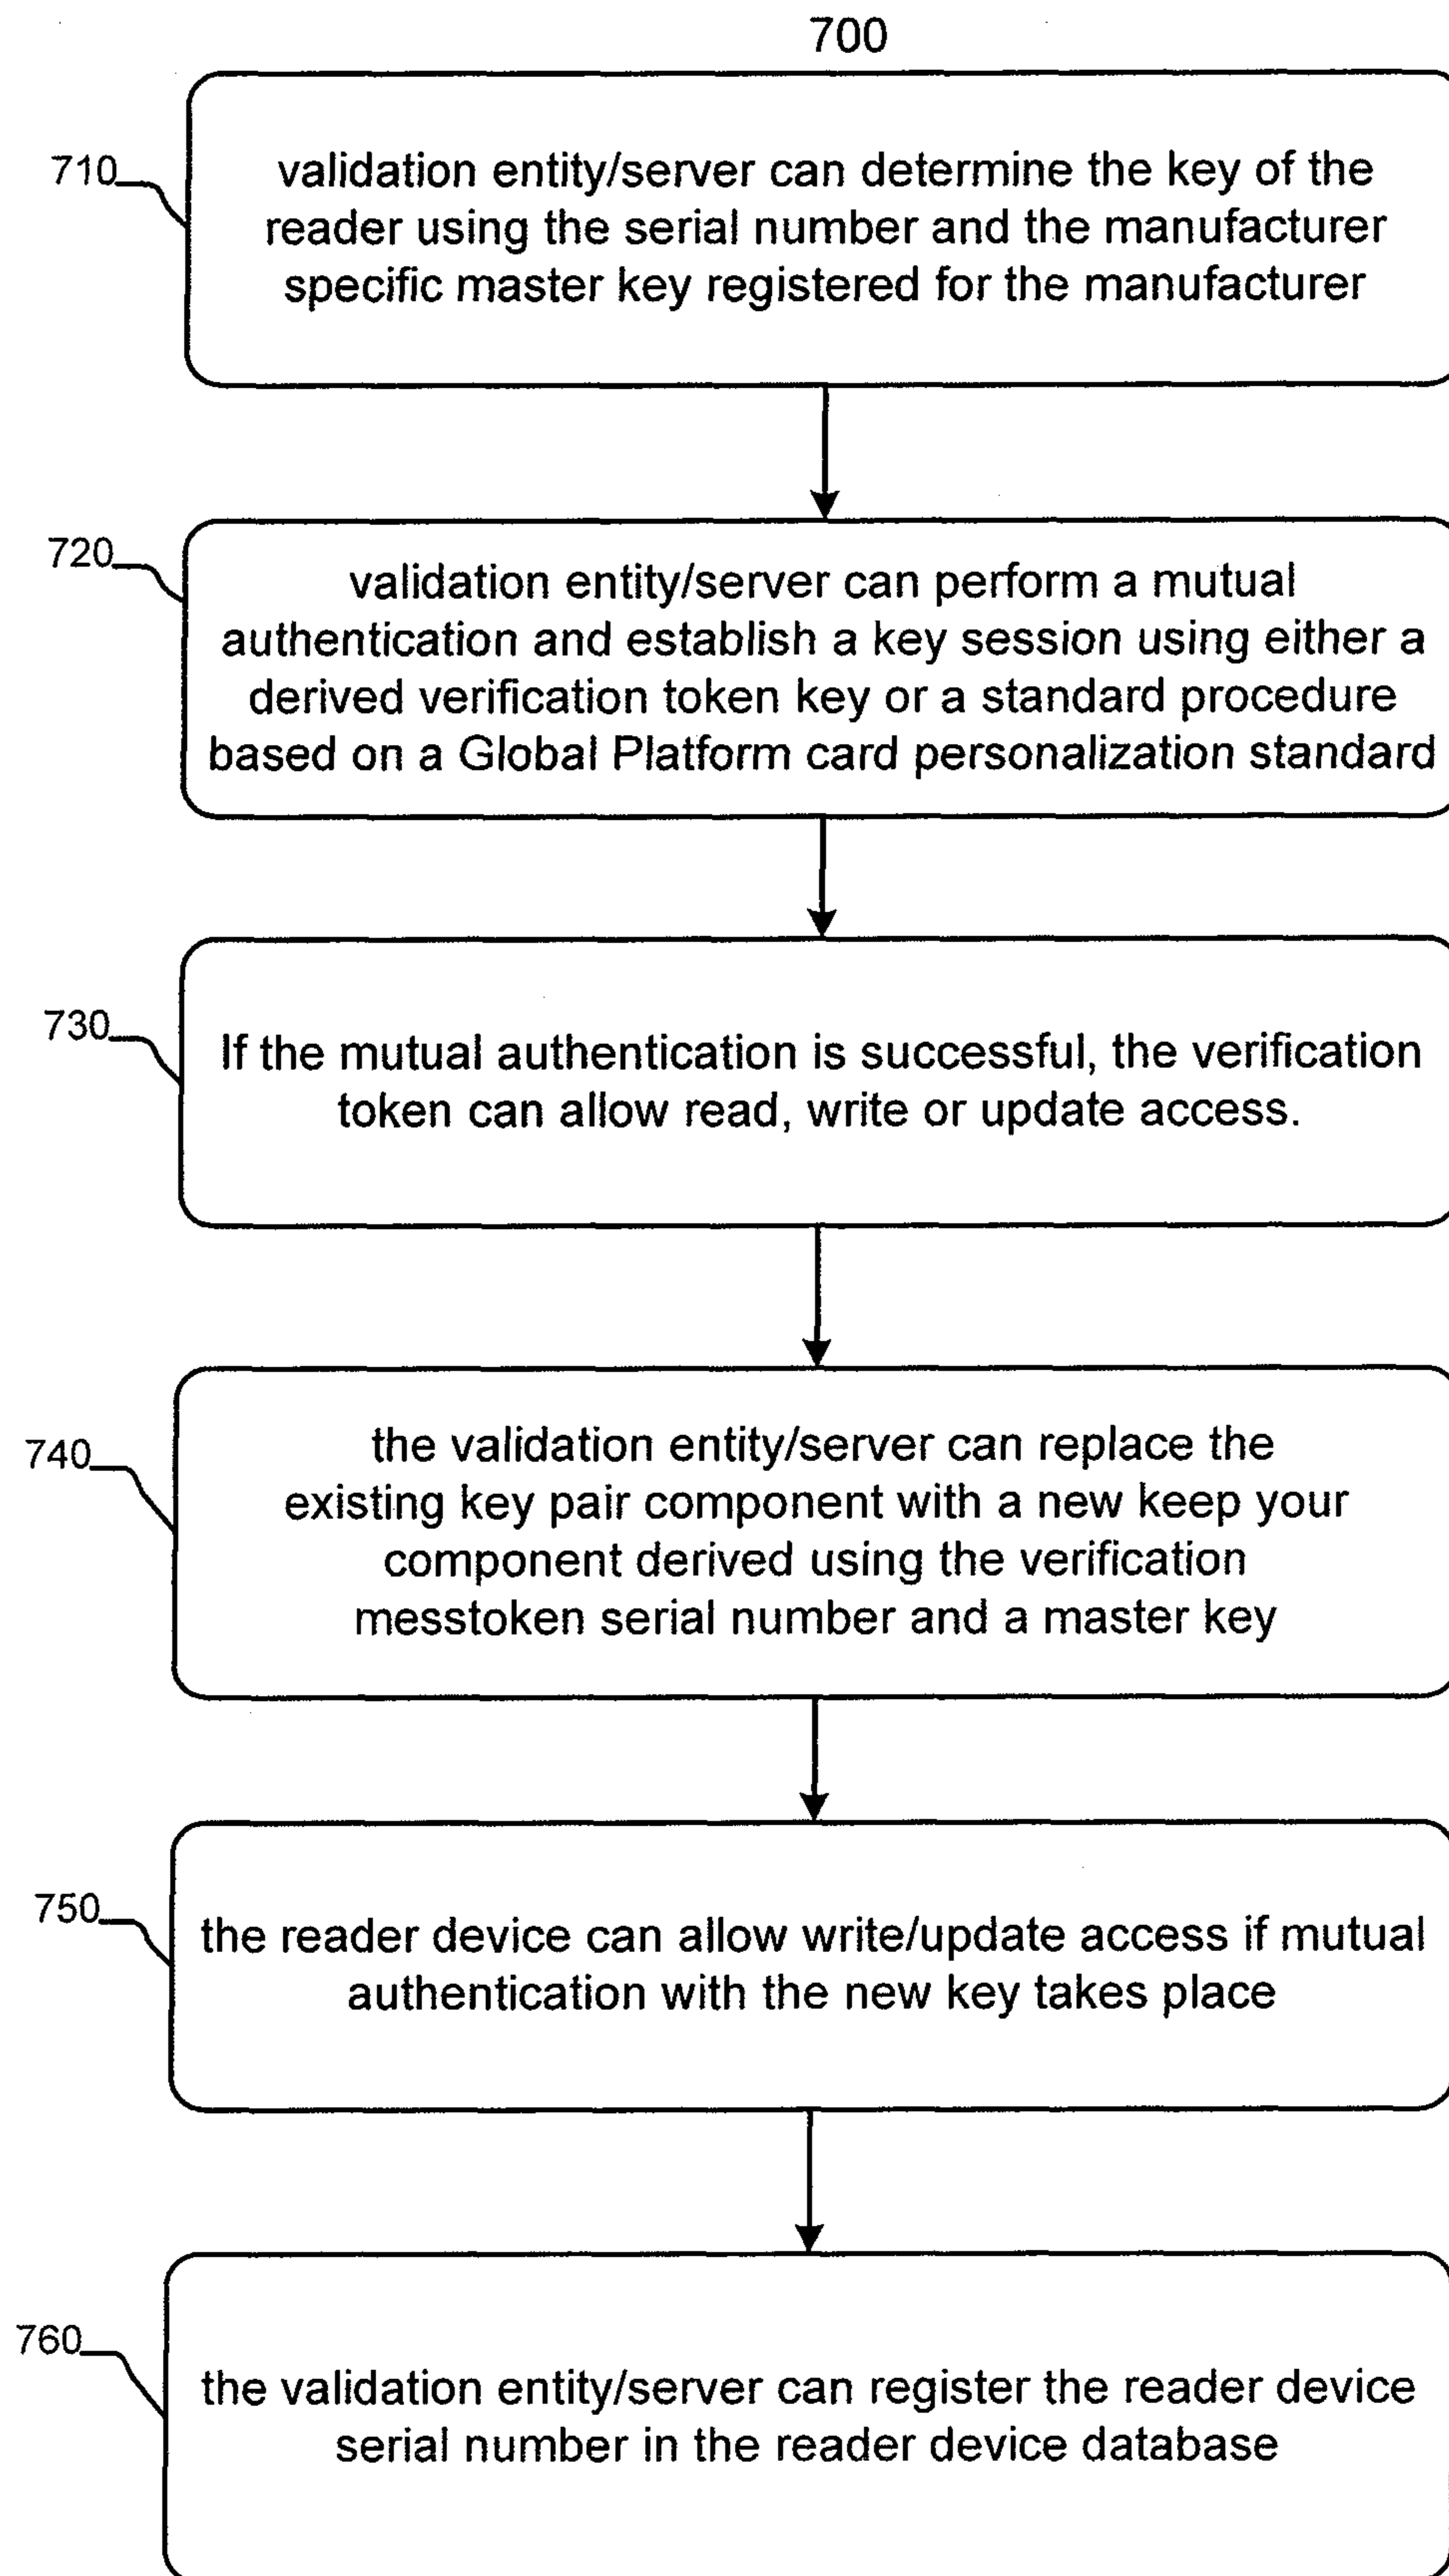 700
710
validation entity/server can determine the key of the
reader using the serial number and the manufacturer
specific master key registered for the manufacturer
720
validation entity/server can perform a mutual
authentication and establish a key session using either a
derived verification token key or a standard procedure
based on a Global Platform card personalization standard
730
If the mutual authentication is successful, the verification
token can allow read, write or update access.
740
the validation entity/server can replace the
existing key pair component with a new keep your
component derived using the verification
messtoken serial number and a master key
750
the reader device can allow write/update access if mutual
authentication with the new key takes place
760
the validation entity/server can register the reader device
serial number in the reader device database